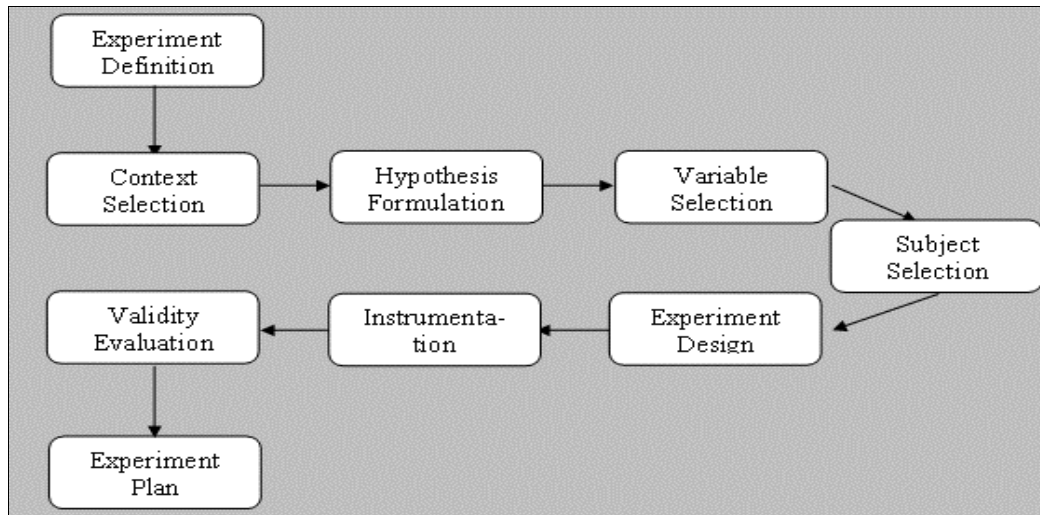 Experiment
Definition
Context
Selection
Hypothesis
Formulation
Variable
Selection
Subject
Selection
Experiment
Design
Instrumenta-
tion
Validity
Evaluation
Experiment
Plan